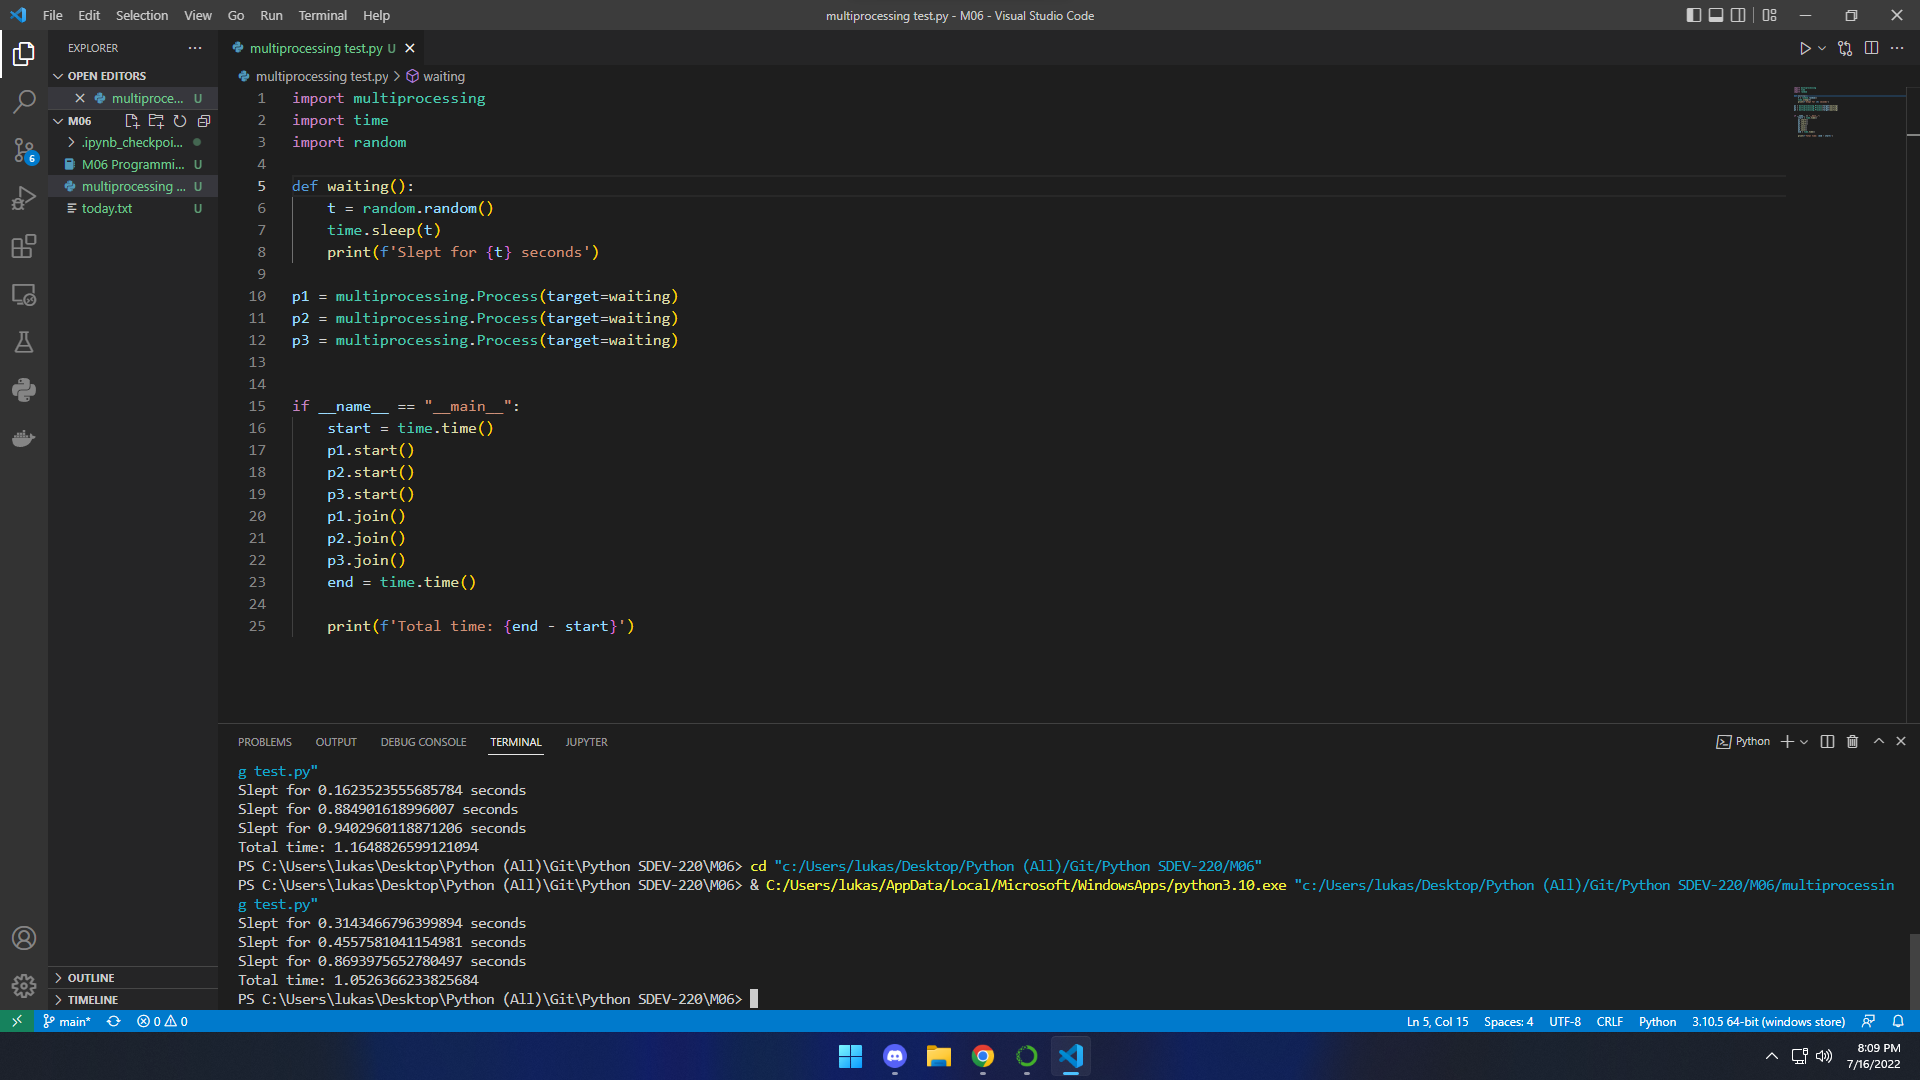 File Edit Selection View Go Run Terminal Help
multiprocessing test.py - M06 - Visual Studio Code
EXPLORER
OPEN EDITORS
multiproce... U
M06
.ipynb_checkpoi...
M06 Programmi... U
multiprocessing ... U
today.txt U
OUTLINE
TIMELINE
6
multiprocessing test.py U
multiprocessing test.py > waiting
1 import multiprocessing
2 import time
3 import random
4
5 def waiting():
6 t = random.random()
7 time.sleep(t)
8 print(f'Slept for {t} seconds')
9
10 p1 = multiprocessing.Process(target=waiting)
11 p2 = multiprocessing.Process(target=waiting)
12 p3 = multiprocessing.Process(target=waiting)
13
14
15 if __name__ == "__main__":
16 start = time.time()
17 p1.start()
18 p2.start()
19 p3.start()
20 p1.join()
21 p2.join()
22 p3.join()
23 end = time.time()
24
25 print(f'Total time: {end - start}')
PROBLEMS OUTPUT DEBUG CONSOLE TERMINAL JUPYTER
Python
g test.py"
Slept for 0.1623523555685784 seconds
Slept for 0.884901618996007 seconds
Slept for 0.9402960118871206 seconds
Total time: 1.1648826599121094
PS C:\Users\lukas\Desktop\Python (All)\Git\Python SDEV-220\M06> cd "c:/Users/lukas/Desktop/Python (All)/Git/Python SDEV-220/M06"
PS C:\Users\lukas\Desktop\Python (All)\Git\Python SDEV-220\M06> & C:/Users/lukas/AppData/Local/Microsoft/WindowsApps/python3.10.exe "c:/Users/lukas/Desktop/Python (All)/Git/Python SDEV-220/M06/multiprocessin
g test.py"
Slept for 0.3143466796399894 seconds
Slept for 0.4557581041154981 seconds
Slept for 0.8693975652780497 seconds
Total time: 1.0526366233825684
PS C:\Users\lukas\Desktop\Python (All)\Git\Python SDEV-220\M06>
main* 0 0
Ln 5, Col 15 Spaces: 4 UTF-8 CRLF Python 3.10.5 64-bit (windows store)
8:09 PM
7/16/2022